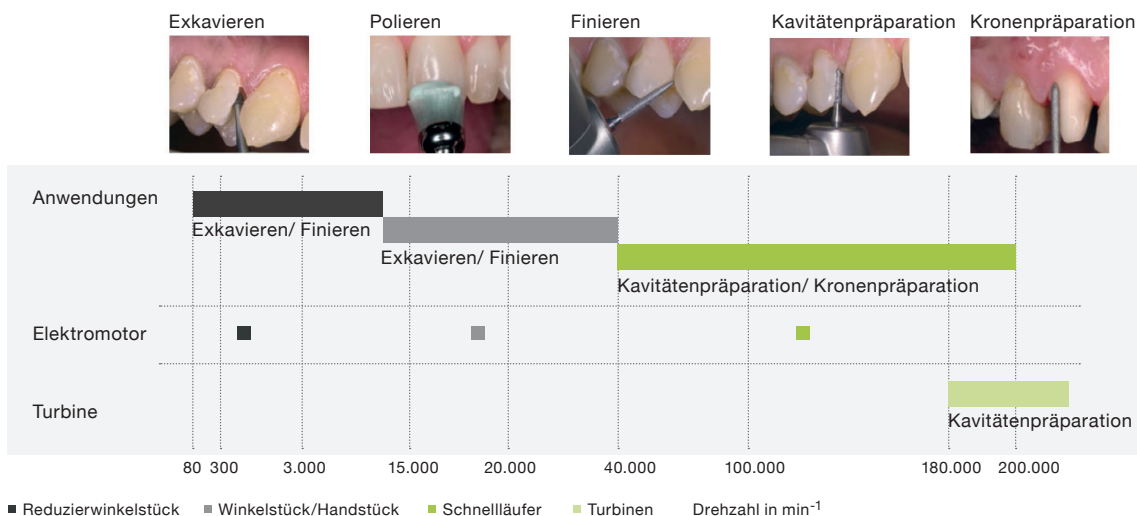 Exkavieren Polieren Finieren Kavitätenpräparation Kronenpräparation
Anwendungen
Exkavieren/ Finieren
Exkavieren/ Finieren
Kavitätenpräparation/ Kronenpräparation
Elektromotor
Turbine
Kavitätenpräparation
80 300 3.000 15.000 20.000 40.000 100.000 180.000 200.000
Reduzierwinkelstück Winkelstück/Handstück Schnellläufer Turbinen Drehzahl in min-1